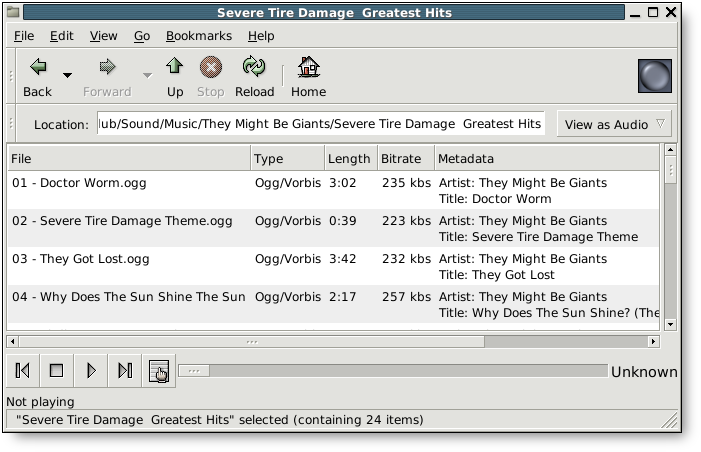 Severe Tire Damage  Greatest Hits
File Edit View Go Bookmarks Help
Back Forward Up Stop Reload Home
Location: lub/Sound/Music/They Might Be Giants/Severe Tire Damage  Greatest Hits View as Audio
File Type Length Bitrate Metadata
01 - Doctor Worm.ogg Ogg/Vorbis 3:02 235 kbs Artist: They Might Be Giants
Title: Doctor Worm
02 - Severe Tire Damage Theme.ogg Ogg/Vorbis 0:39 223 kbs Artist: They Might Be Giants
Title: Severe Tire Damage Theme
03 - They Got Lost.ogg Ogg/Vorbis 3:42 232 kbs Artist: They Might Be Giants
Title: They Got Lost
04 - Why Does The Sun Shine The Sun Ogg/Vorbis 2:17 257 kbs Artist: They Might Be Giants
Title: Why Does The Sun Shine? (The
Unknown
Not playing
"Severe Tire Damage  Greatest Hits" selected (containing 24 items)